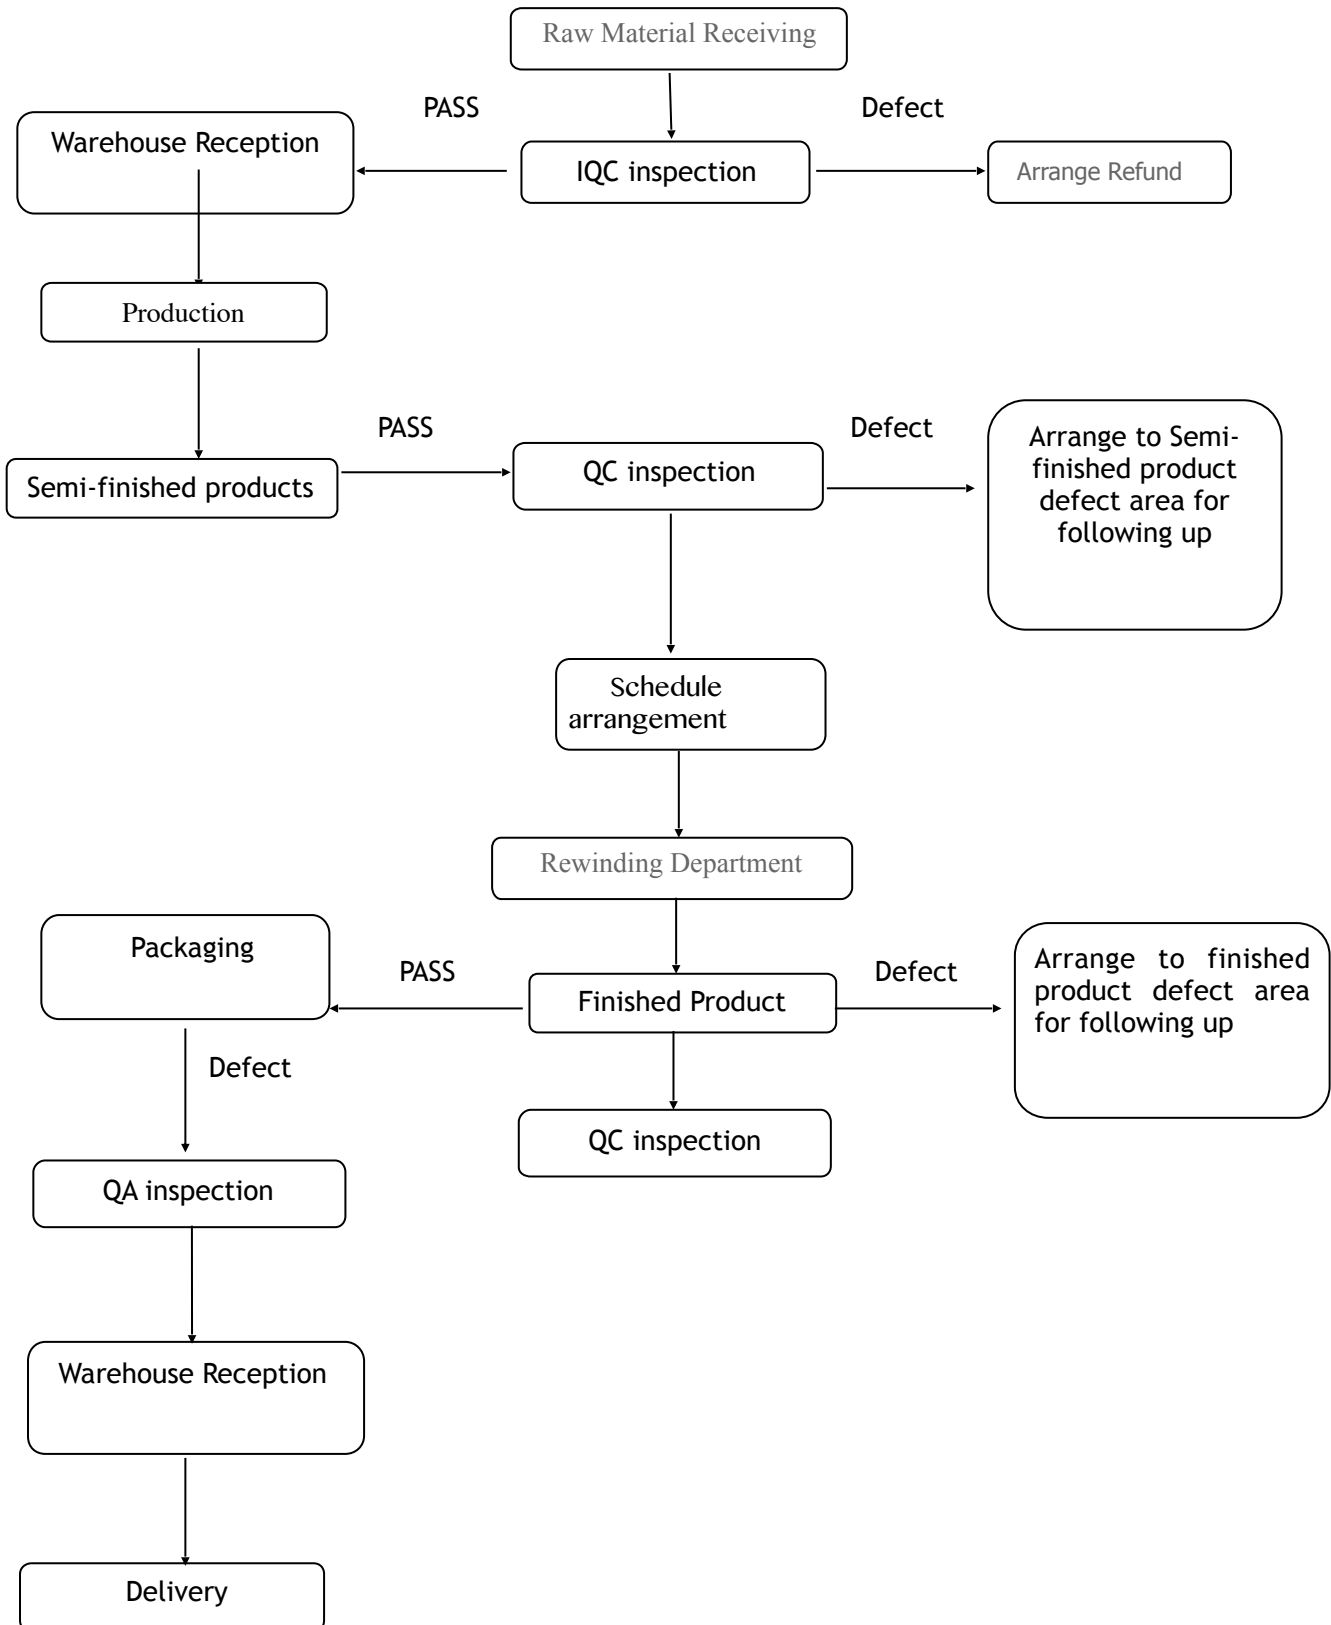 Raw Material Receiving
PASS
Defect
Warehouse Reception
IQC inspection
Arrange Refund
Production
PASS
Defect
Semi-finished products
QC inspection
Arrange to Semi-
finished product
defect area for
following up
Schedule
arrangement
Rewinding Department
Packaging
PASS
Finished Product
Defect
Arrange to finished
product defect area
for following up
Defect
QC inspection
QA inspection
Warehouse Reception
Delivery